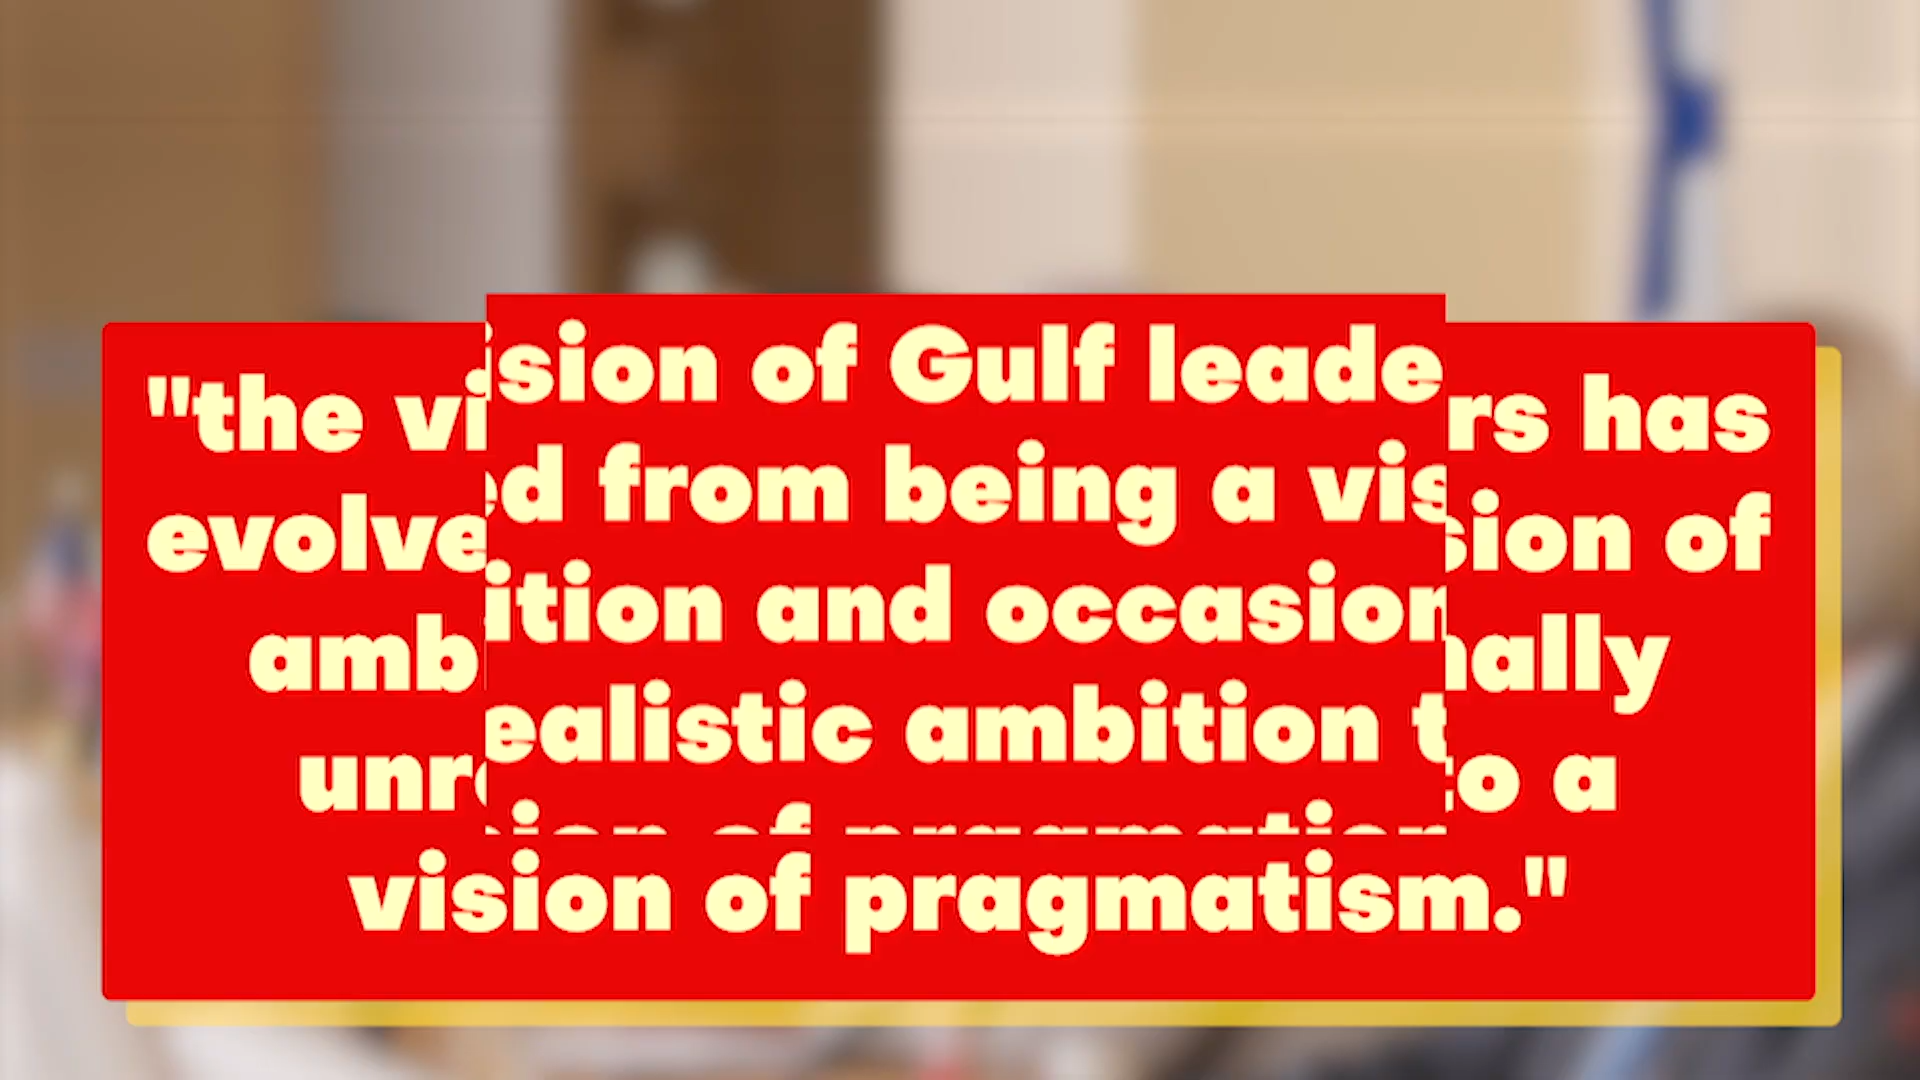 "the vision of Gulf leaders has
evolved from being a vision of
ambition and occasionally
unrealistic ambition to a
vision of pragmatism."